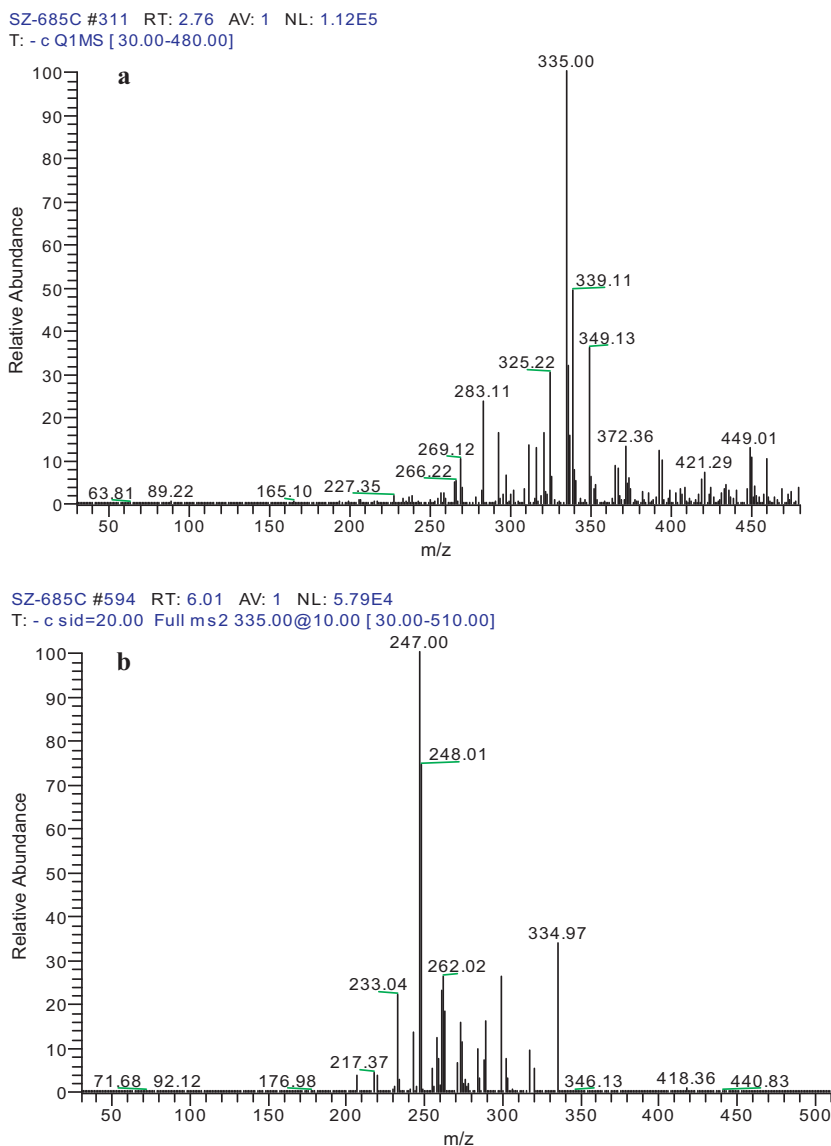 SZ-685C #311 RT: 2.76 AV: 1 NL: 1.12E5
T: - c Q1MS [ 30.00-480.00]
a
335.00
100
90
80
70
60
50
40
30
20
10
0
339.11
349.13
325.22
283.11
269.12
266.22
372.36
449.01
421.29
63.81 89.22 165.10 227.35
50 100 150 200 250 300 350 400 450
m/z
Relative Abundance
SZ-685C #594 RT: 6.01 AV: 1 NL: 5.79E4
T: - c sid=20.00 Full ms2 335.00@10.00 [ 30.00-510.00]
b
247.00
100
90
80
70
60
50
40
30
20
10
0
248.01
334.97
262.02
233.04
217.37
71.68 92.12 176.98 346.13 418.36 440.83
50 100 150 200 250 300 350 400 450 500
m/z
Relative Abundance